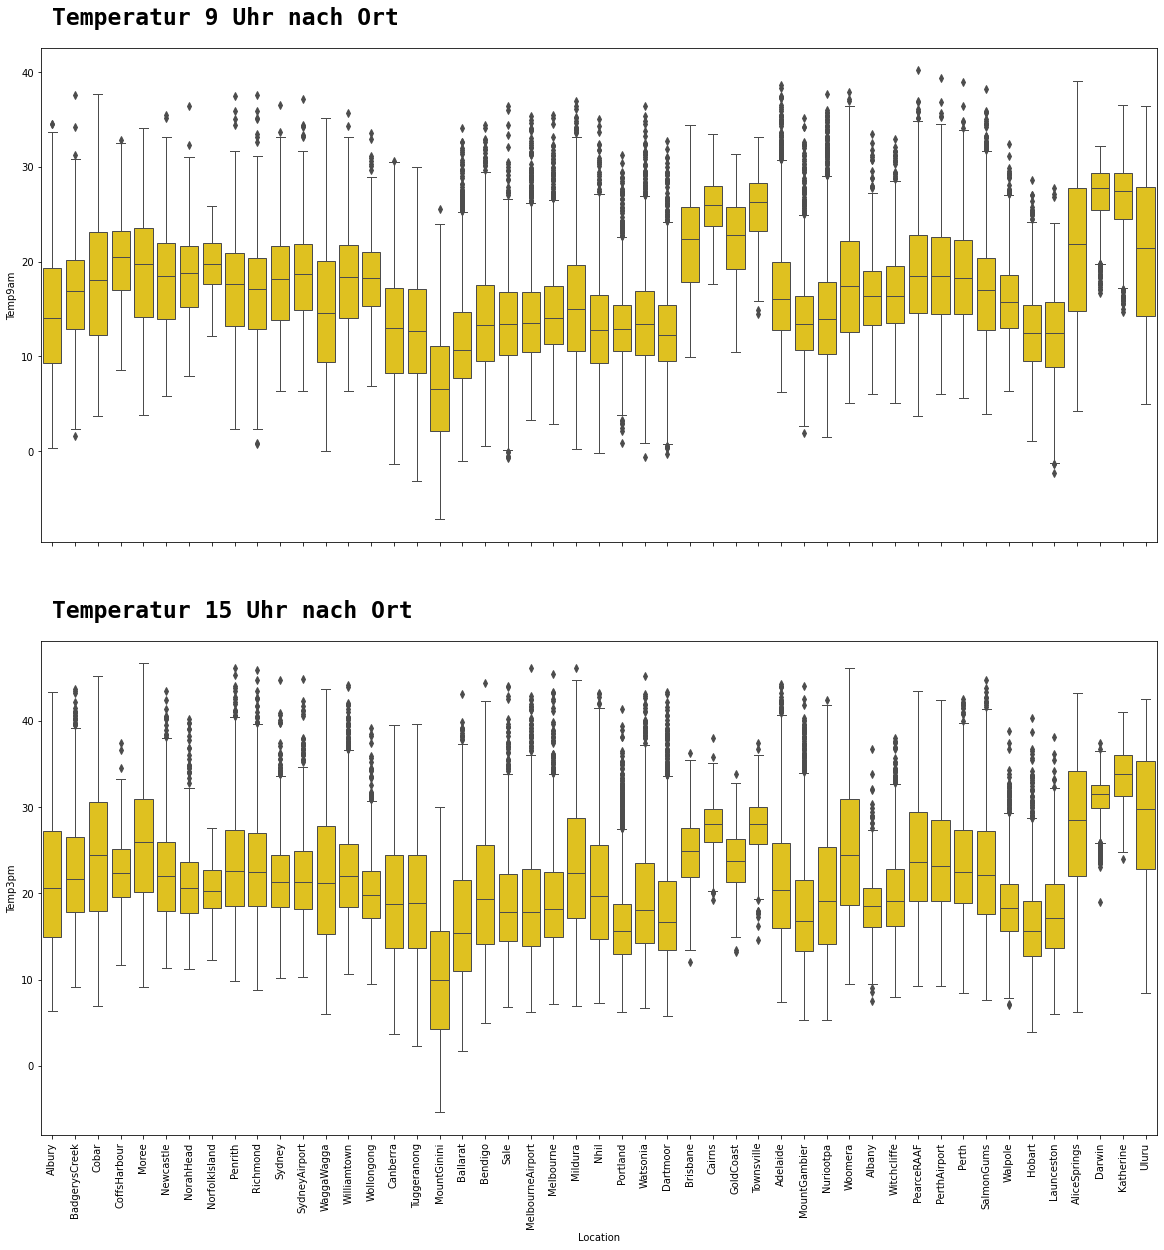 Temperatur 9 Uhr nach Ort
40
30
20
10
0
Temp9am
Temperatur 15 Uhr nach Ort
40
30
20
10
0
Temp3pm
Albury
BadgerysCreek
Cobar
CoffsHarbour
Moree
Newcastle
NorahHead
NorfolkIsland
Penrith
Richmond
Sydney
SydneyAirport
WaggaWagga
Williamtown
Wollongong
Canberra
Tuggeranong
MountGinini
Ballarat
Bendigo
Sale
MelbourneAirport
Melbourne
Mildura
Nhil
Portland
Watsonia
Dartmoor
Brisbane
Cairns
GoldCoast
Townsville
Adelaide
MountGambier
Nuriootpa
Woomera
Albany
Witchcliffe
PearceRAAF
PerthAirport
Perth
SalmonGums
Walpole
Hobart
Launceston
AliceSprings
Darwin
Katherine
Uluru
Location